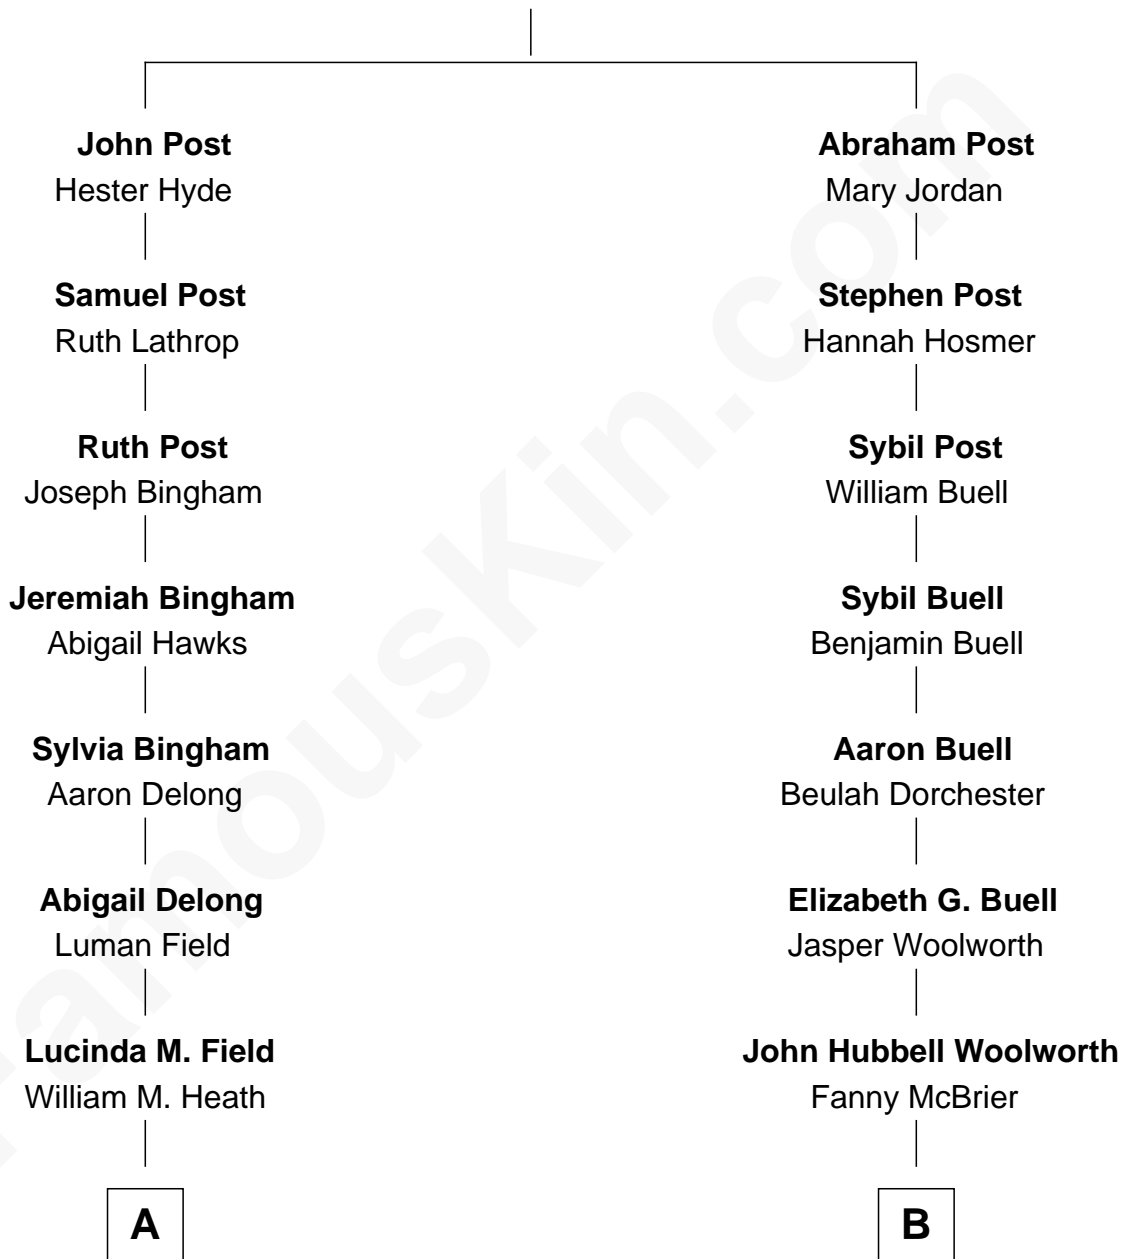 John Post
Hester Hyde
Samuel Post
Ruth Lathrop
Ruth Post
Joseph Bingham
Jeremiah Bingham
Abigail Hawks
Sylvia Bingham
Aaron Delong
Abigail Delong
Luman Field
Lucinda M. Field
William M. Heath
A
Abraham Post
Mary Jordan
Stephen Post
Hannah Hosmer
Sybil Post
William Buell
Sybil Buell
Benjamin Buell
Aaron Buell
Beulah Dorchester
Elizabeth G. Buell
Jasper Woolworth
John Hubbell Woolworth
Fanny McBrier
B
FamousKin.com